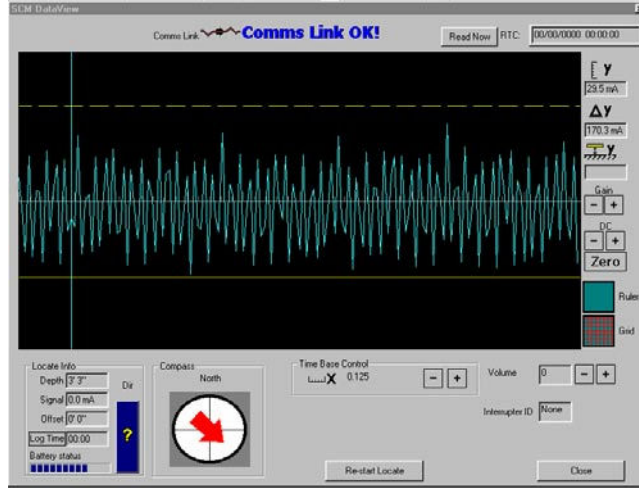 SCM DataView
Comms Link Comms Link OK! Read Now RTC: 00/00/0000 00:00:00
y
29.5 mA
Δy
170.3 mA
y
Gain
- +
DC
- +
Zero
Ruler
Grid
Locate Info
Depth 3' 3"
Signal 0.0 mA
Offset 0' 0"
Log Time 00:00
Battery status
Dir
?
Compass
North
Time Base Control
X 0.125 - +
Volume 0 - +
Interrupter ID None
Re-start Locate Close